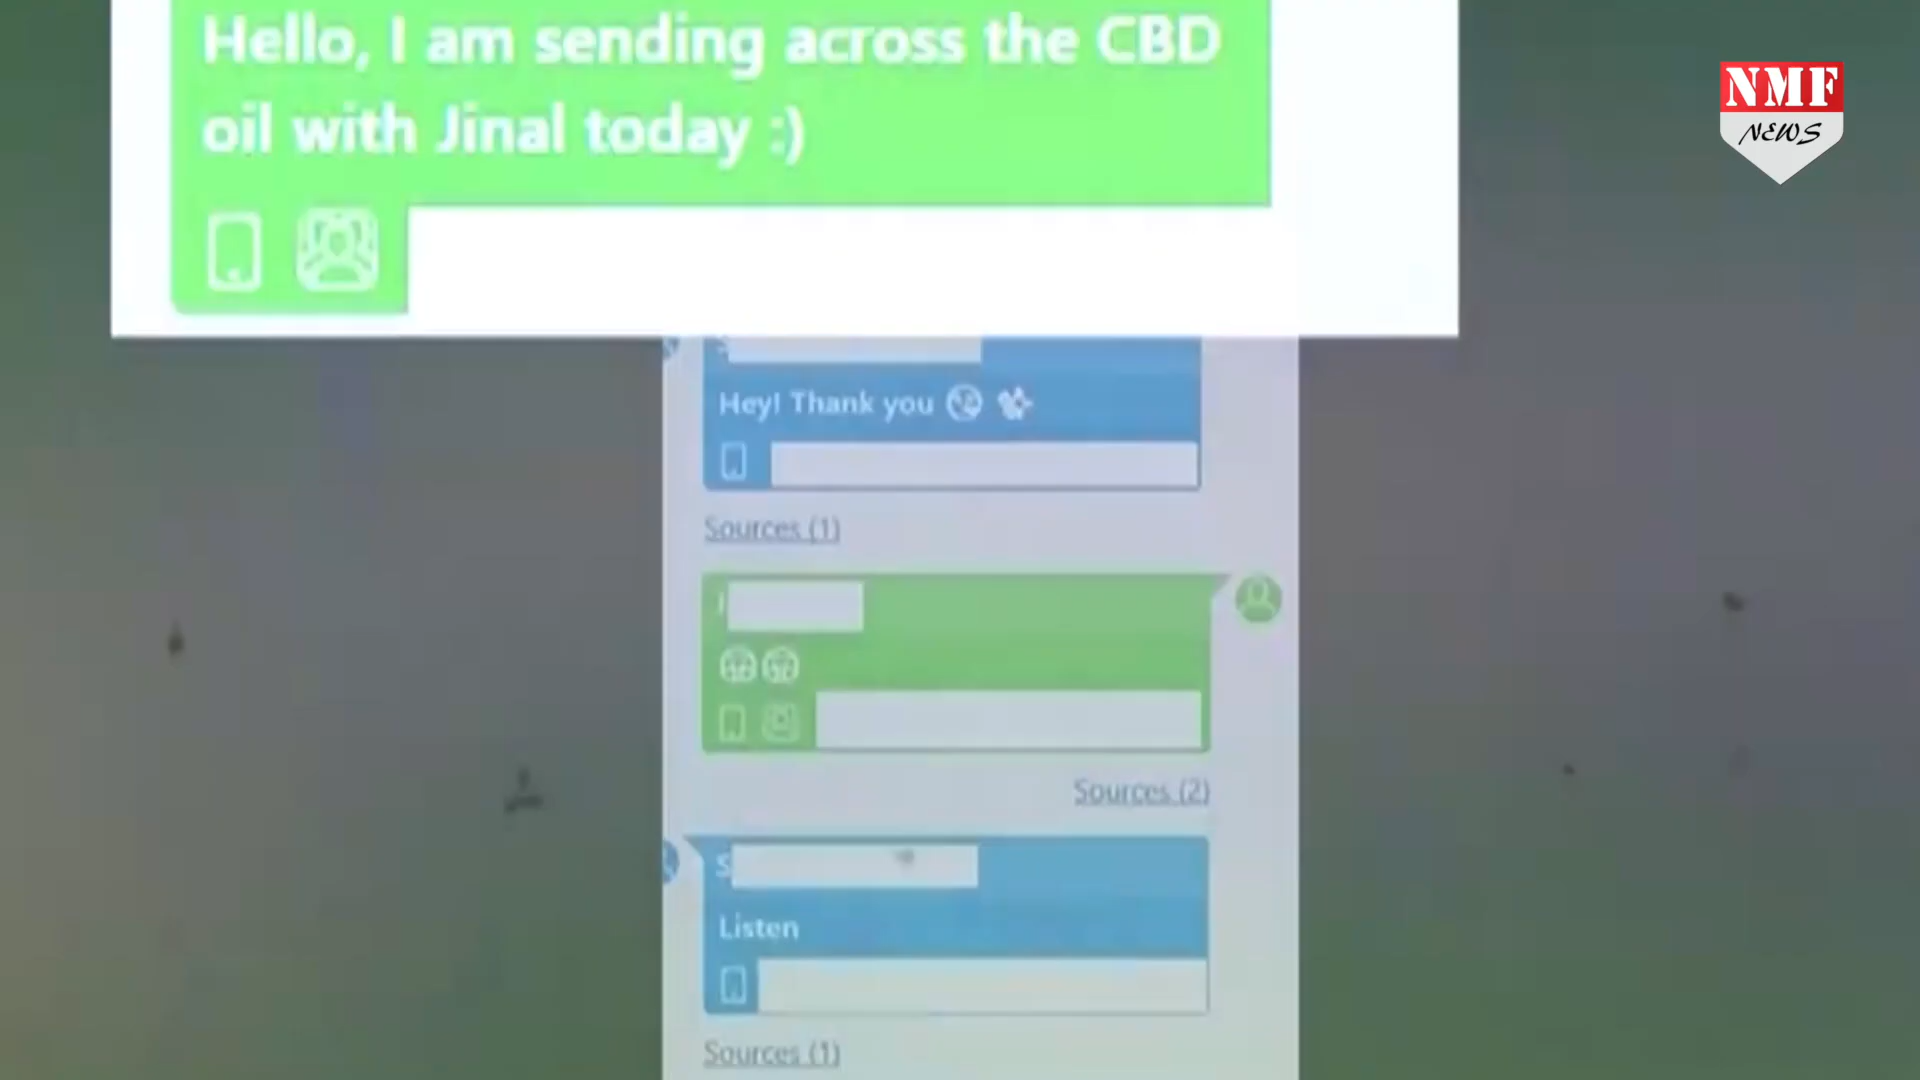 Hello, I am sending across the CBD
oil with Jinal today :)
NMF
NEWS
Hey! Thank you
Sources (1)
Listen
Sources (2)
Sources (1)